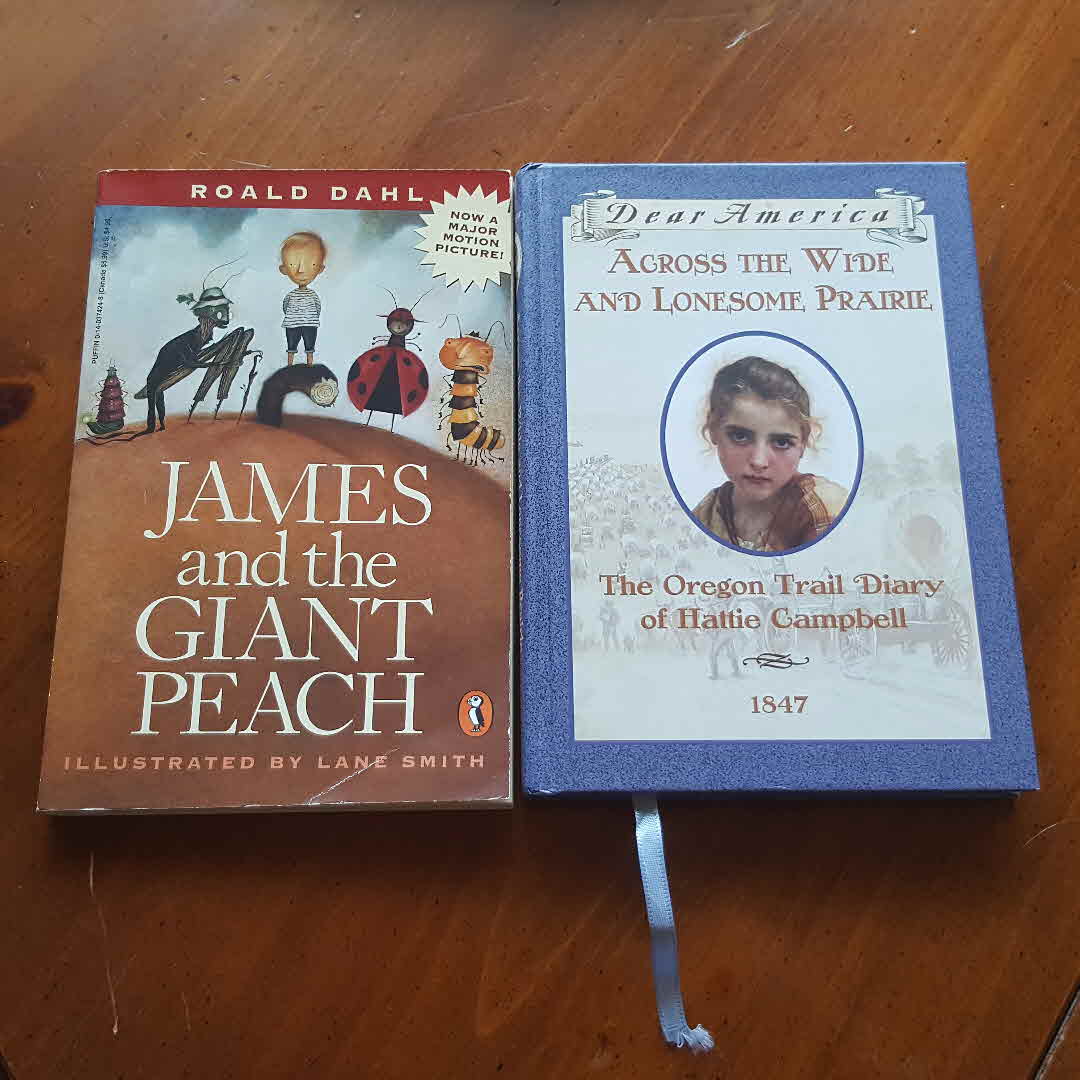 ROALD DAHL
NOW A
MAJOR
MOTION
PICTURE!
JAMES
and the
GIANT
PEACH
ILLUSTRATED BY LANE SMITH
Dear America
ACROSS THE WIDE
AND LONESOME PRAIRIE
The Oregon Trail Diary
of Hattie Campbell
1847